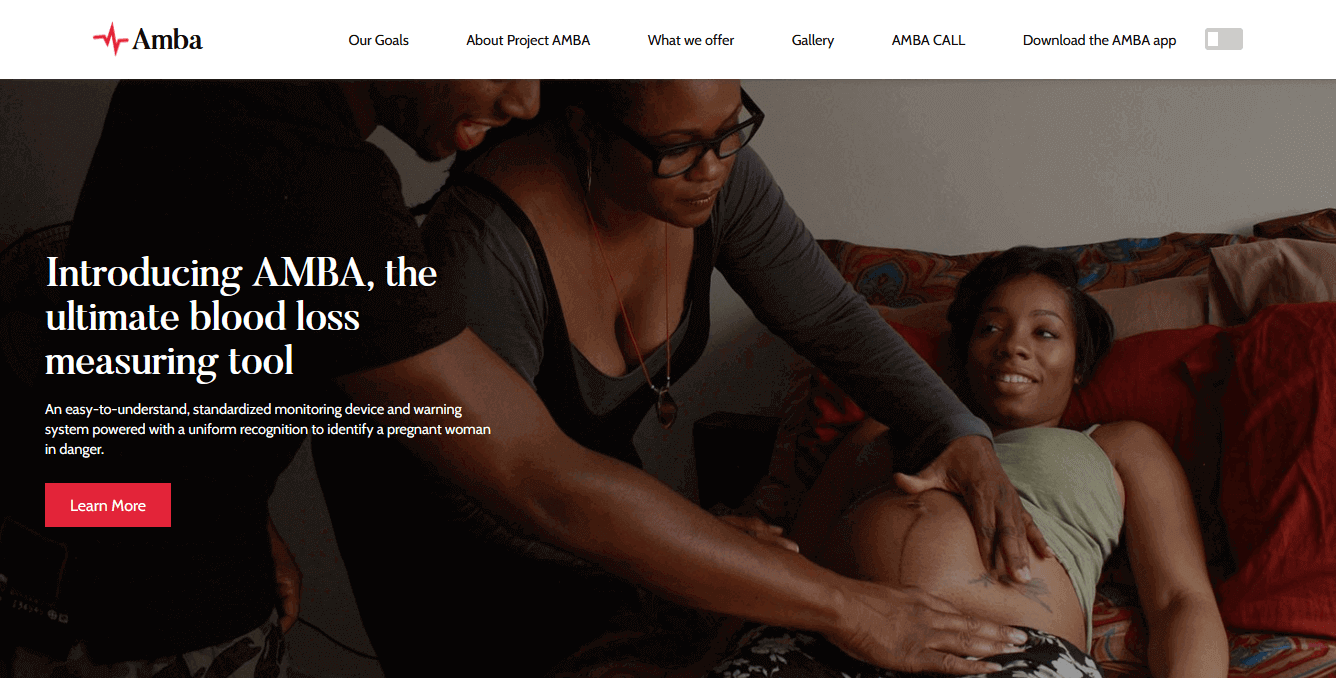 Amba
Our Goals
About Project AMBA
What we offer
Gallery
AMBA CALL
Download the AMBA app
Introducing AMBA, the
ultimate blood loss
measuring tool
An easy-to-understand, standardized monitoring device and warning
system powered with a uniform recognition to identify a pregnant woman
in danger.
Learn More